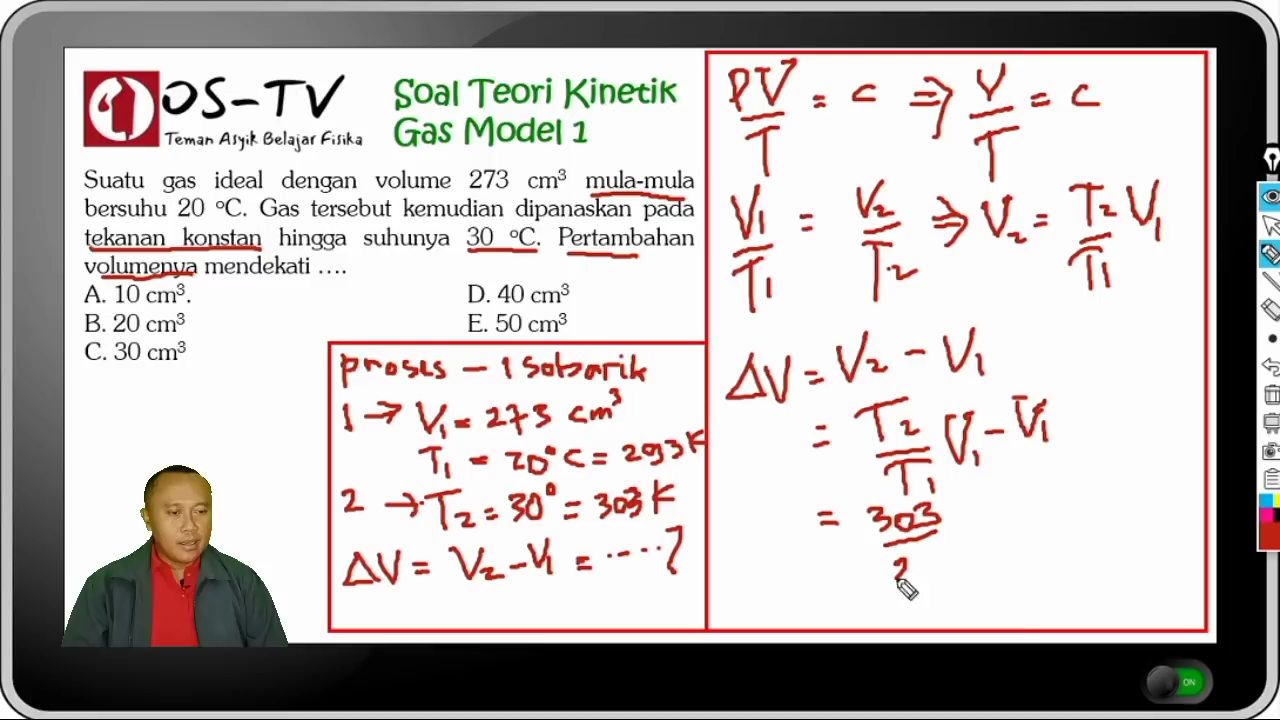 OS-TV
Teman Asyik Belajar Fisika
Soal Teori Kinetik
Gas Model 1
Suatu gas ideal dengan volume 273 cm³ mula-mula
bersuhu 20 °C. Gas tersebut kemudian dipanaskan pada
tekanan konstan hingga suhunya 30 °C. Pertambahan
volumenya mendekati ....
A. 10 cm³.
B. 20 cm³
C. 30 cm³
D. 40 cm³
E. 50 cm³
proses - Isobarik
1 → V₁ = 273 cm³
T₁ = 20°C = 293 K
2 → T₂ = 30° = 303 K
ΔV = V₂ - V₁ = ....?
PV/T = C ⇒ V/T = C
V₁/T₁ = V₂/T₂ ⇒ V₂ = T₂/T₁ V₁
ΔV = V₂ - V₁
= T₂/T₁ V₁ - V₁
= 303/2
ON